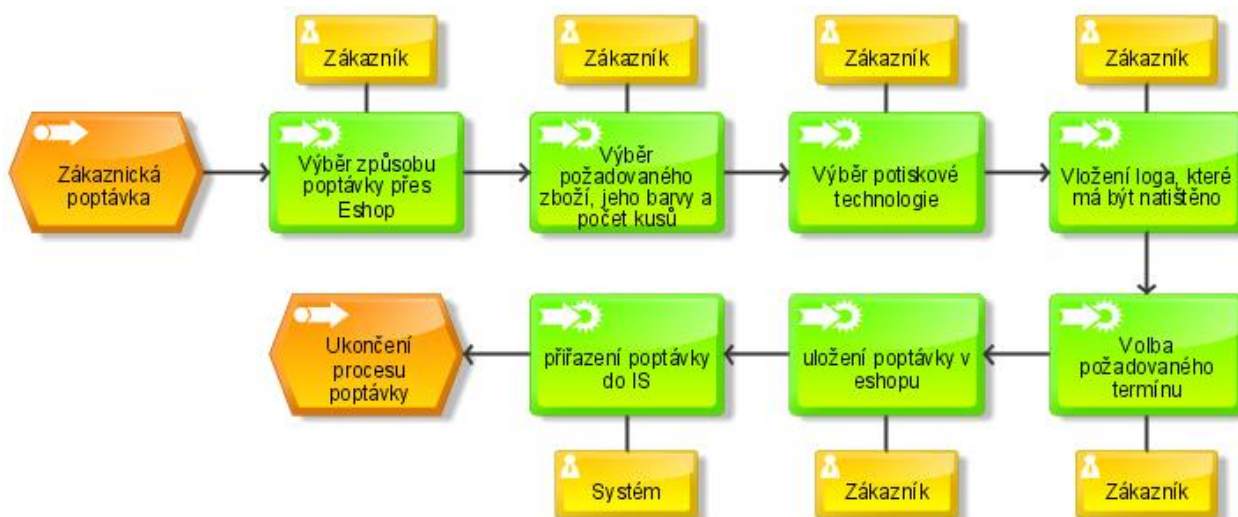 Zákazník
Zákazník
Zákazník
Zákazník
Zákaznická
poptávka
Výběr způsobu
poptávky přes
Eshop
Výběr
požadovaného
zboží, jeho barvy a
počet kusů
Výběr potiskové
technologie
Vložení loga, které
má být natištěno
Ukončení
procesu
poptávky
přiřazení poptávky
do IS
uložení poptávky v
eshopu
Volba
požadovaného
termínu
Systém
Zákazník
Zákazník